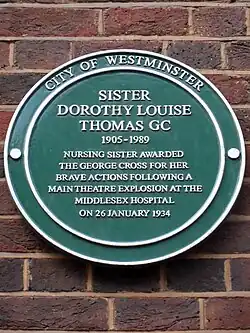 CITY OF WESTMINSTER
SISTER
DOROTHY LOUISE
THOMAS GC
1905-1989
NURSING SISTER AWARDED
THE GEORGE CROSS FOR HER
BRAVE ACTIONS FOLLOWING A
MAIN THEATRE EXPLOSION AT THE
MIDDLESEX HOSPITAL
ON 26 JANUARY 1934